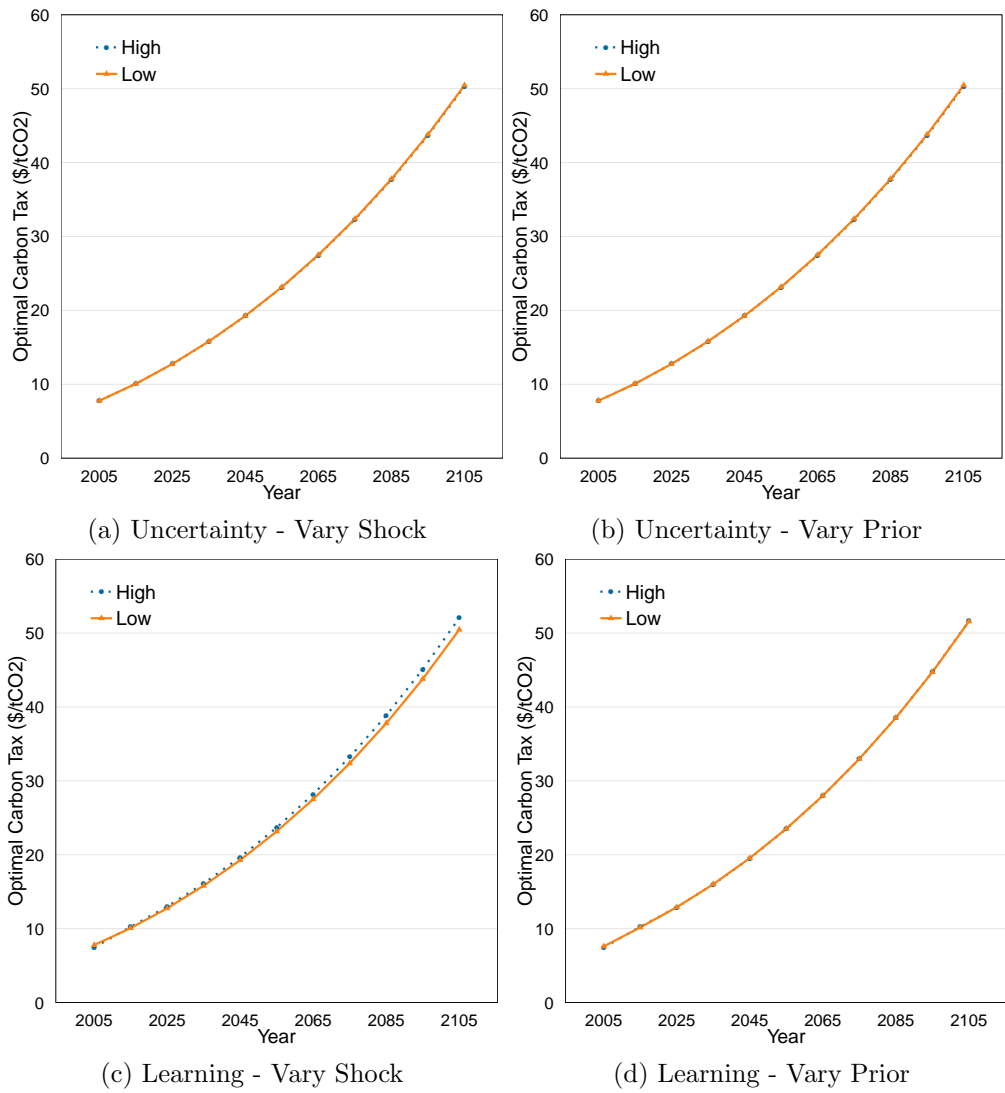 60
50
40
30
20
10
0
Optimal Carbon Tax ($/tCO2)
High
Low
2005 2025 2045 2065 2085 2105
Year
(a) Uncertainty - Vary Shock
60
50
40
30
20
10
0
Optimal Carbon Tax ($/tCO2)
High
Low
2005 2025 2045 2065 2085 2105
Year
(b) Uncertainty - Vary Prior
60
50
40
30
20
10
0
Optimal Carbon Tax ($/tCO2)
High
Low
2005 2025 2045 2065 2085 2105
Year
(c) Learning - Vary Shock
60
50
40
30
20
10
0
Optimal Carbon Tax ($/tCO2)
High
Low
2005 2025 2045 2065 2085 2105
Year
(d) Learning - Vary Prior